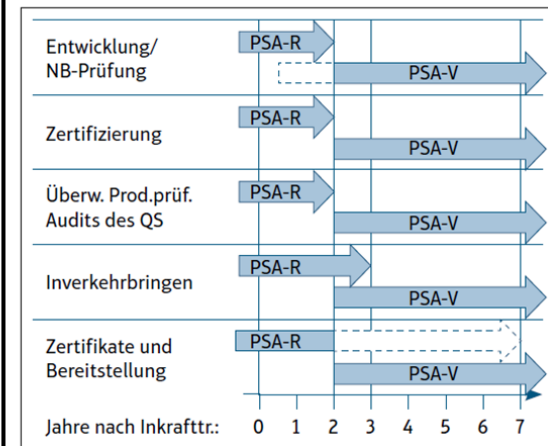 Entwicklung/
NB-Prüfung
PSA-R
PSA-V
Zertifizierung
PSA-R
PSA-V
Überw. Prod.prüf.
Audits des QS
PSA-R
PSA-V
Inverkehrbringen
PSA-R
PSA-V
Zertifikate und
Bereitstellung
PSA-R
PSA-V
Jahre nach Inkrafttr.: 0 1 2 3 4 5 6 7